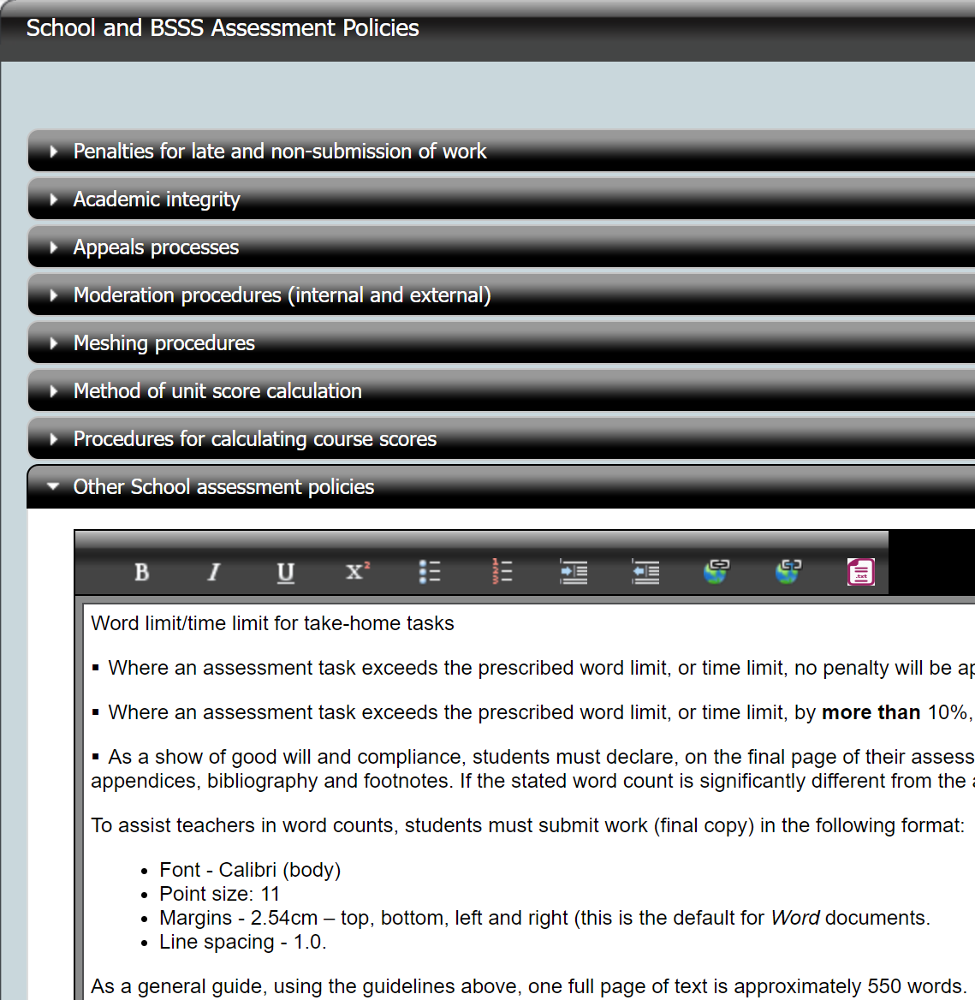 School and BSSS Assessment Policies
Penalties for late and non-submission of work
Academic integrity
Appeals processes
Moderation procedures (internal and external)
Meshing procedures
Method of unit score calculation
Procedures for calculating course scores
Other School assessment policies
B I U X²
Word limit/time limit for take-home tasks
▪ Where an assessment task exceeds the prescribed word limit, or time limit, no penalty will be
▪ Where an assessment task exceeds the prescribed word limit, or time limit, by more than 10%,
▪ As a show of good will and compliance, students must declare, on the final page of their
appendices, bibliography and footnotes. If the stated word count is significantly different from the
To assist teachers in word counts, students must submit work (final copy) in the following format:
• Font - Calibri (body)
• Point size: 11
• Margins - 2.54cm – top, bottom, left and right (this is the default for Word documents.
• Line spacing - 1.0.
As a general guide, using the guidelines above, one full page of text is approximately 550 words.